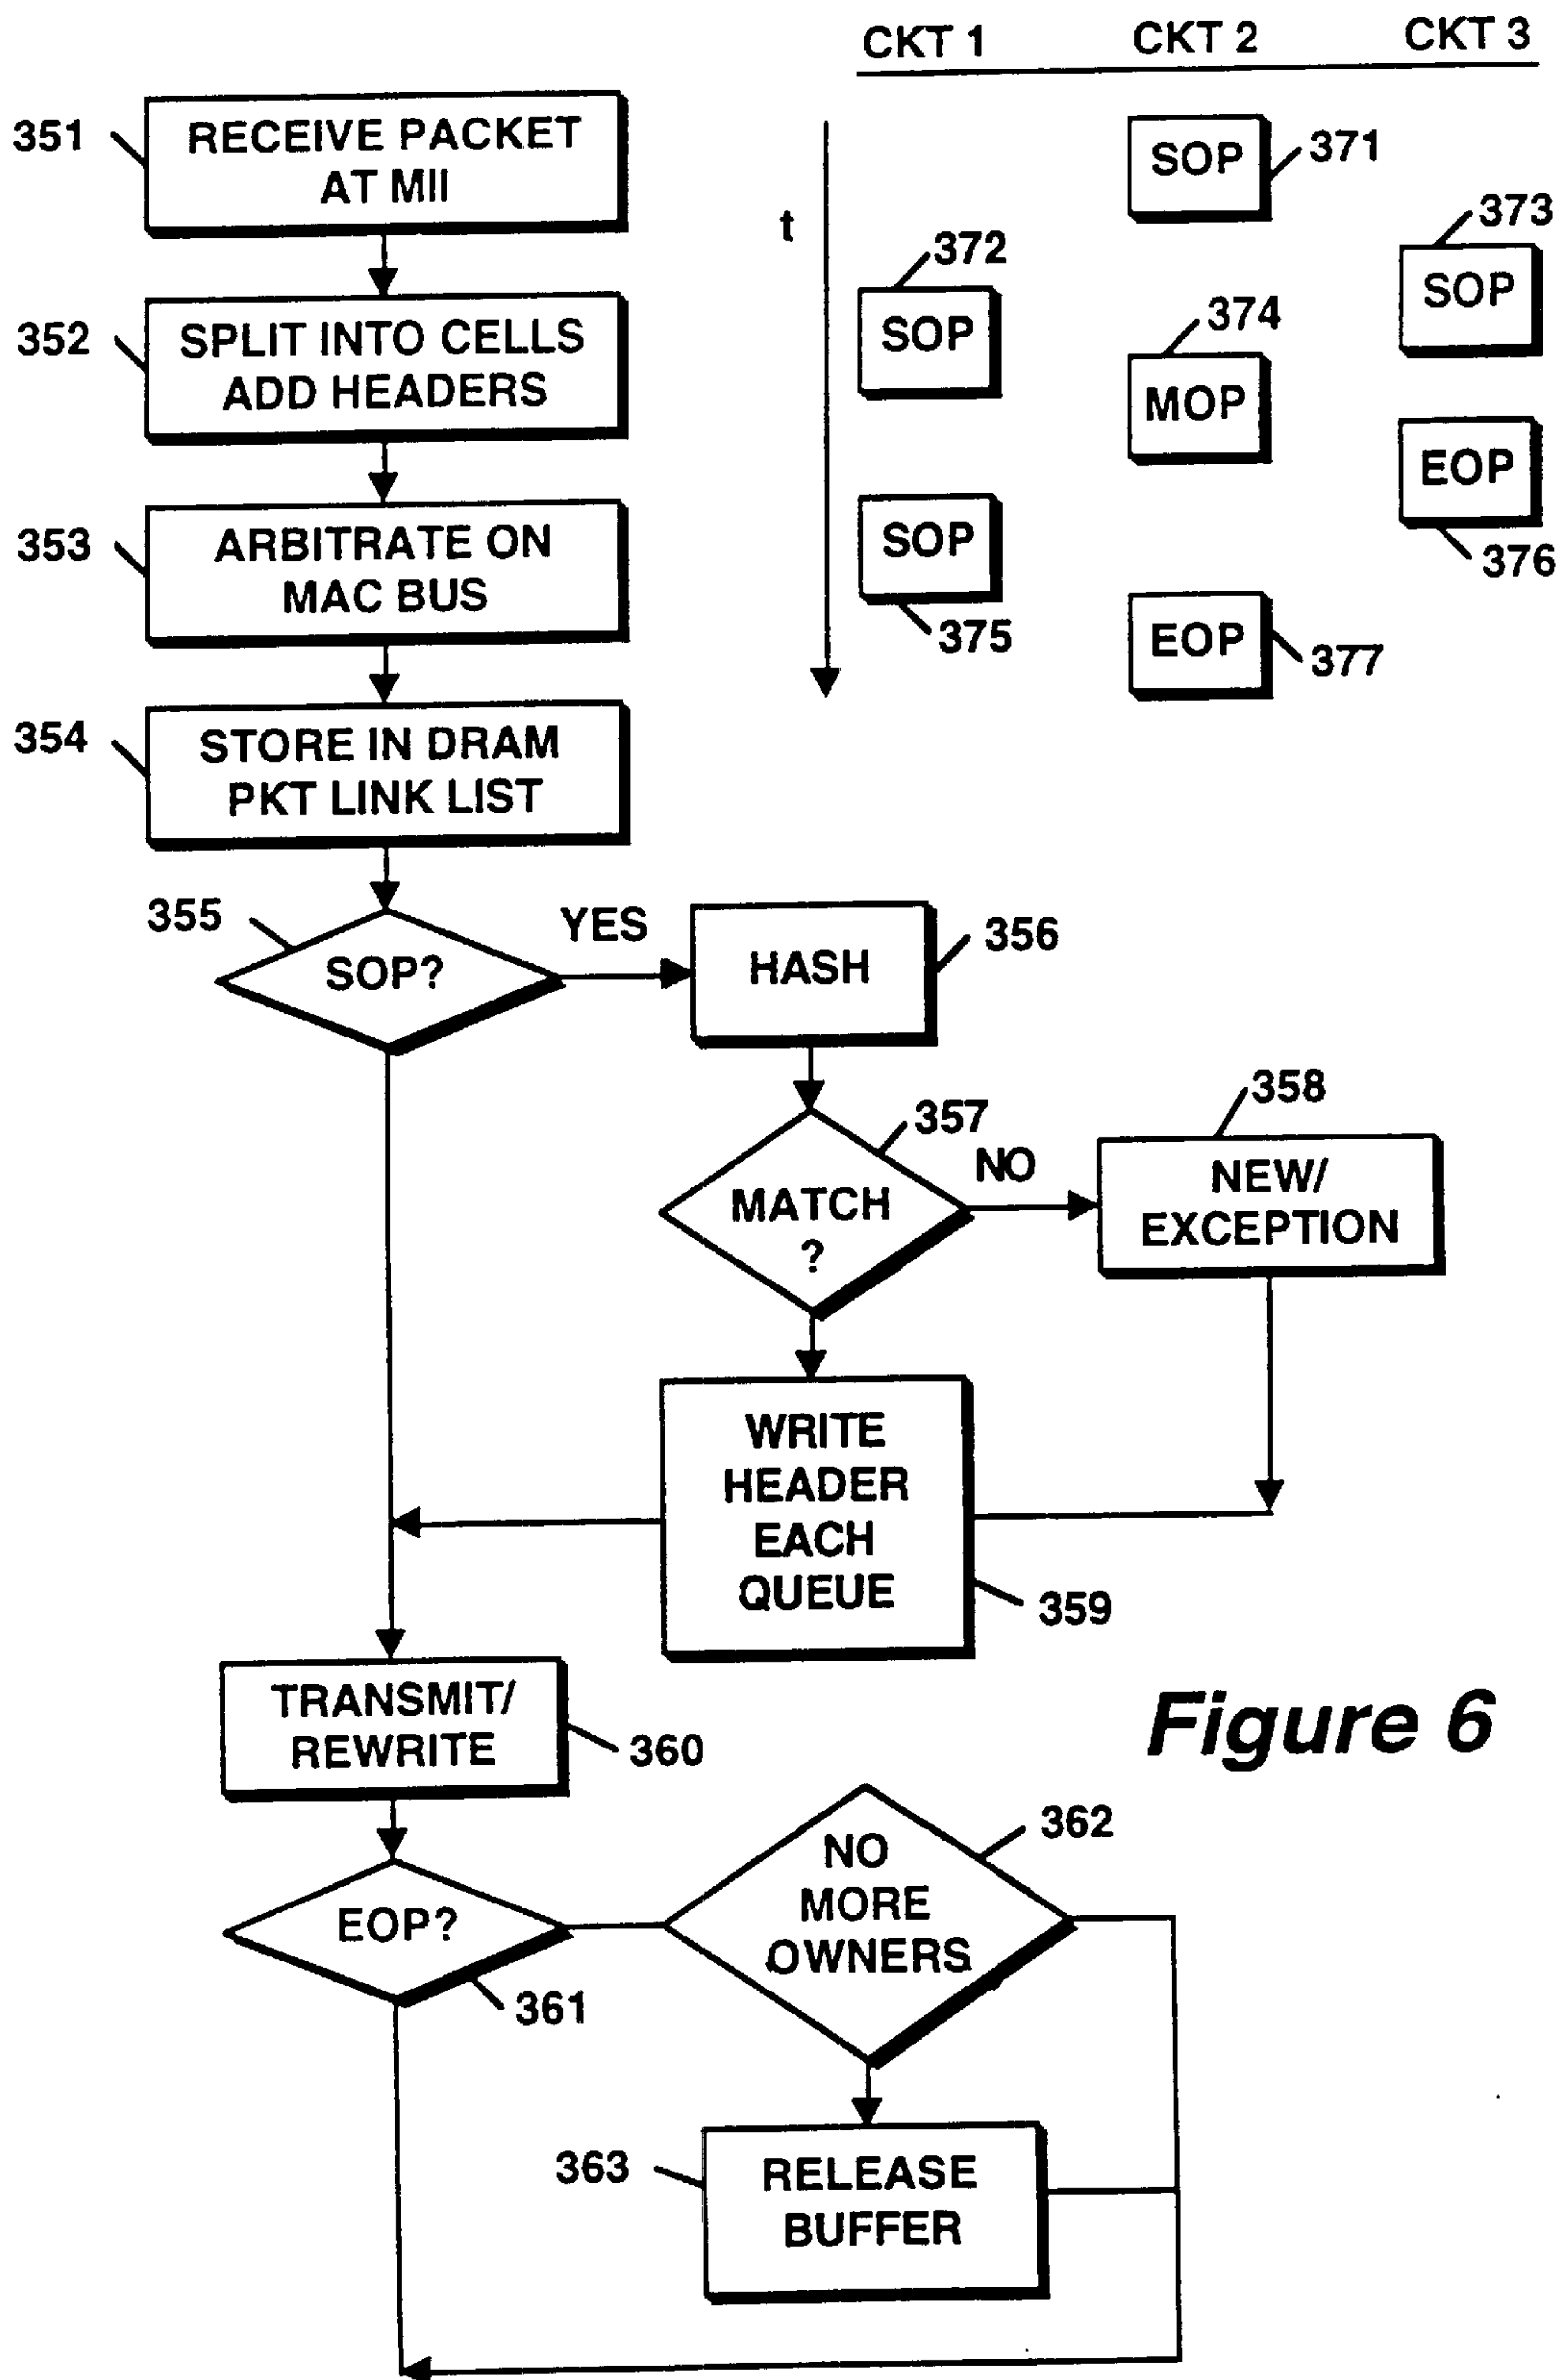 CKT 1 CKT 2 CKT 3
351
RECEIVE PACKET
AT MII
SOP
371
t
373
SOP
372
SOP
374
MOP
352
SPLIT INTO CELLS
ADD HEADERS
EOP
376
353
ARBITRATE ON
MAC BUS
SOP
375
EOP
377
354
STORE IN DRAM
PKT LINK LIST
355
SOP?
YES
HASH
356
357
MATCH
?
NO
358
NEW/
EXCEPTION
WRITE
HEADER
EACH
QUEUE
359
TRANSMIT/
REWRITE
360
Figure 6
EOP?
361
NO
MORE
OWNERS
362
363
RELEASE
BUFFER